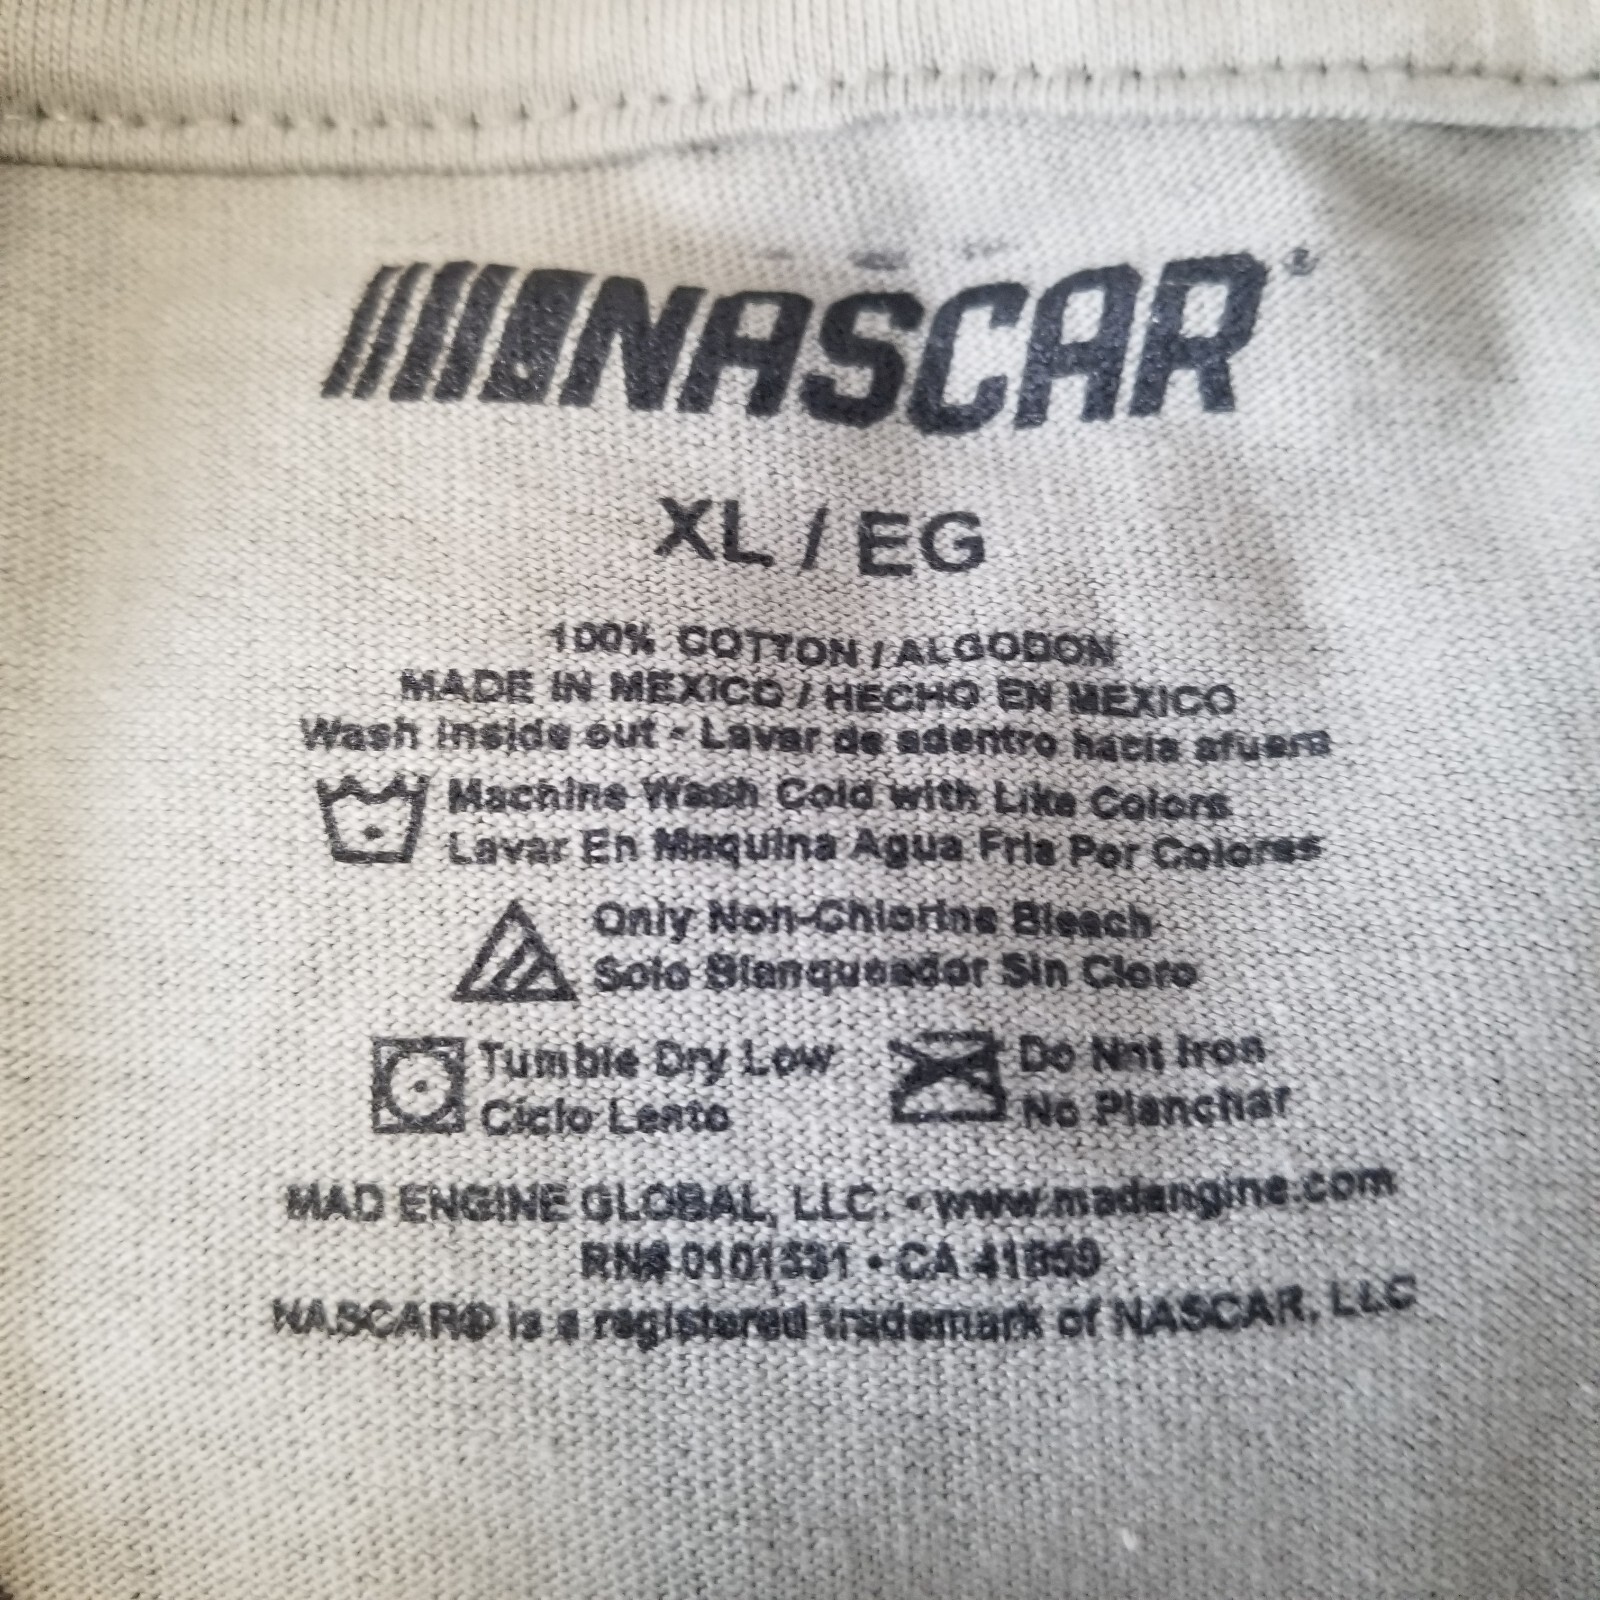 NASCAR®
XL / EG
100% COTTON / ALGODON
MADE IN MEXICO / HECHO EN MEXICO
Wash inside out - Lavar de adentro hacia afuera
Machine Wash Cold with Like Colors
Lavar En Maquina Agua Fria Por Colores
Only Non-Chlorine Bleach
Solo Blanqueador Sin Cloro
Tumble Dry Low
Ciclo Lento
Do Not Iron
No Planchar
MAD ENGINE GLOBAL, LLC. • www.madengine.com
RN# • CA
NASCAR® is a registered trademark of NASCAR, LLC